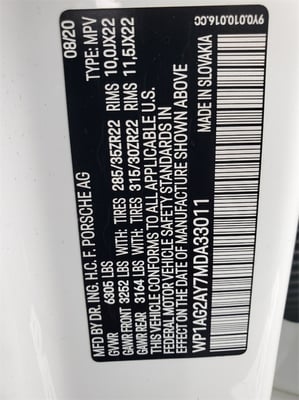 MFD BY DR. ING. H.C. F. PORSCHE AG
08/20
GVWR 6305 LBS TYPE: MPV
GAWR FRONT 3252 LBS WITH TIRES 285/35ZR22 RIMS 10,0JX22
GAWR REAR 3164 LBS WITH TIRES 315/30ZR22 RIMS 11,5JX22
THIS VEHICLE CONFORMS TO ALL APPLICABLE U.S.
FEDERAL MOTOR VEHICLE SAFETY STANDARDS IN
EFFECT ON THE DATE OF MANUFACTURE SHOWN ABOVE
WP1AG2AY7MDA33011 MADE IN SLOVAKIA
9Y0.010.016.CC